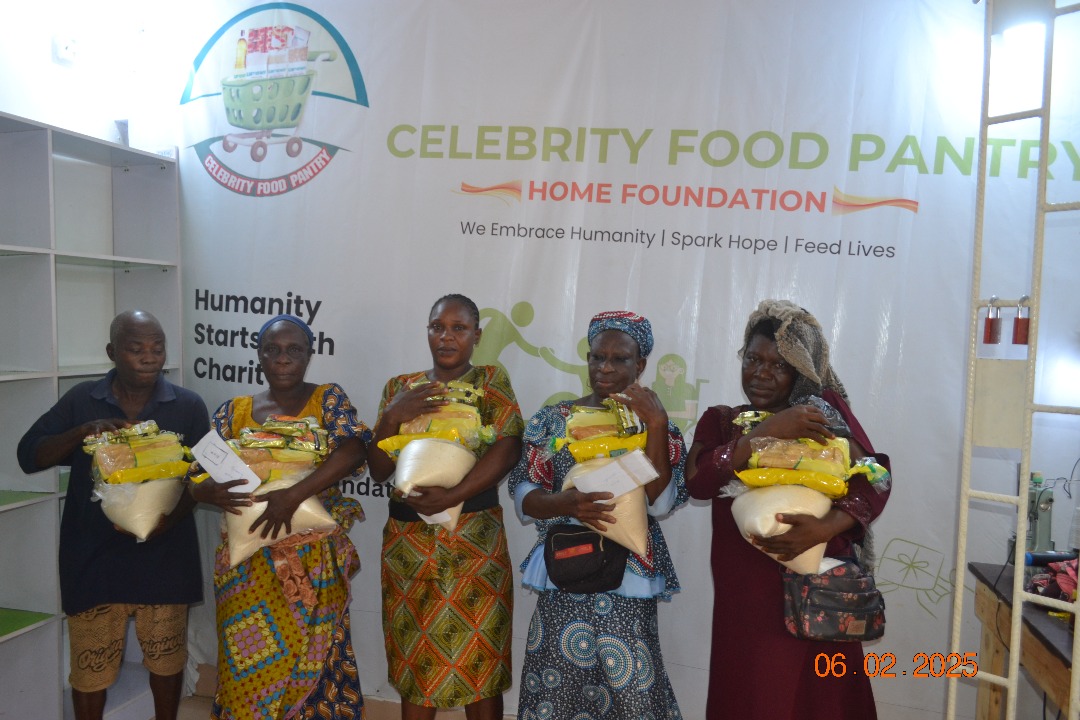 CELEBRITY FOOD PANTRY
CELEBRITY FOOD PANTRY
HOME FOUNDATION
We Embrace Humanity | Spark Hope | Feed Lives
Humanity
Starts
Charit
Original
06.02.2025